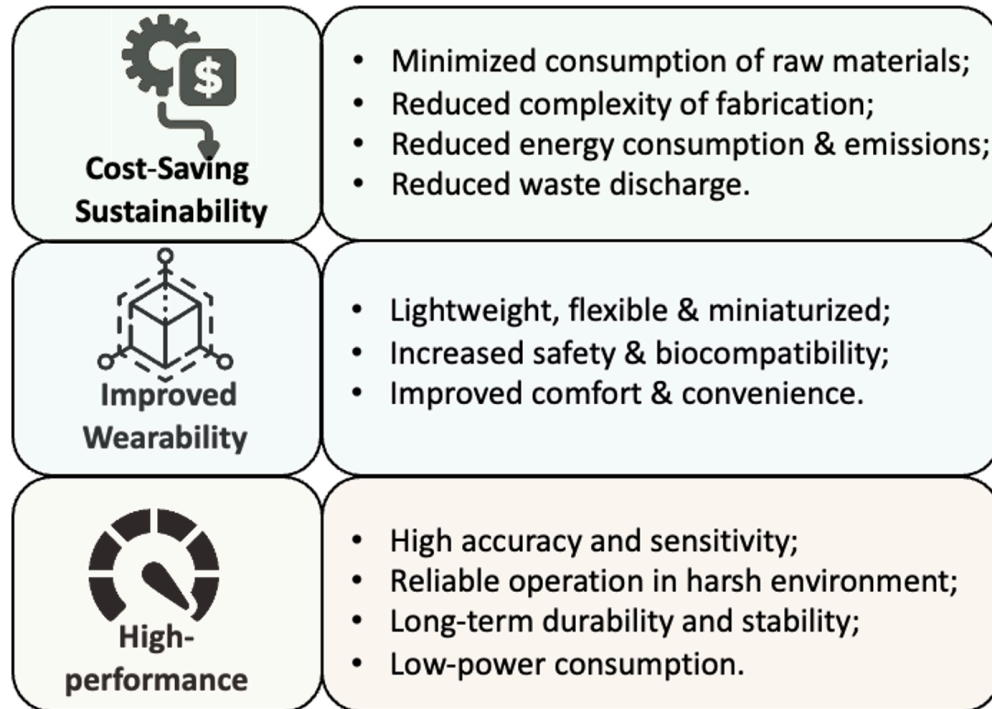 $
Cost-Saving
Sustainability
• Minimized consumption of raw materials;
• Reduced complexity of fabrication;
• Reduced energy consumption & emissions;
• Reduced waste discharge.
Improved
Wearability
• Lightweight, flexible & miniaturized;
• Increased safety & biocompatibility;
• Improved comfort & convenience.
High-
performance
• High accuracy and sensitivity;
• Reliable operation in harsh environment;
• Long-term durability and stability;
• Low-power consumption.